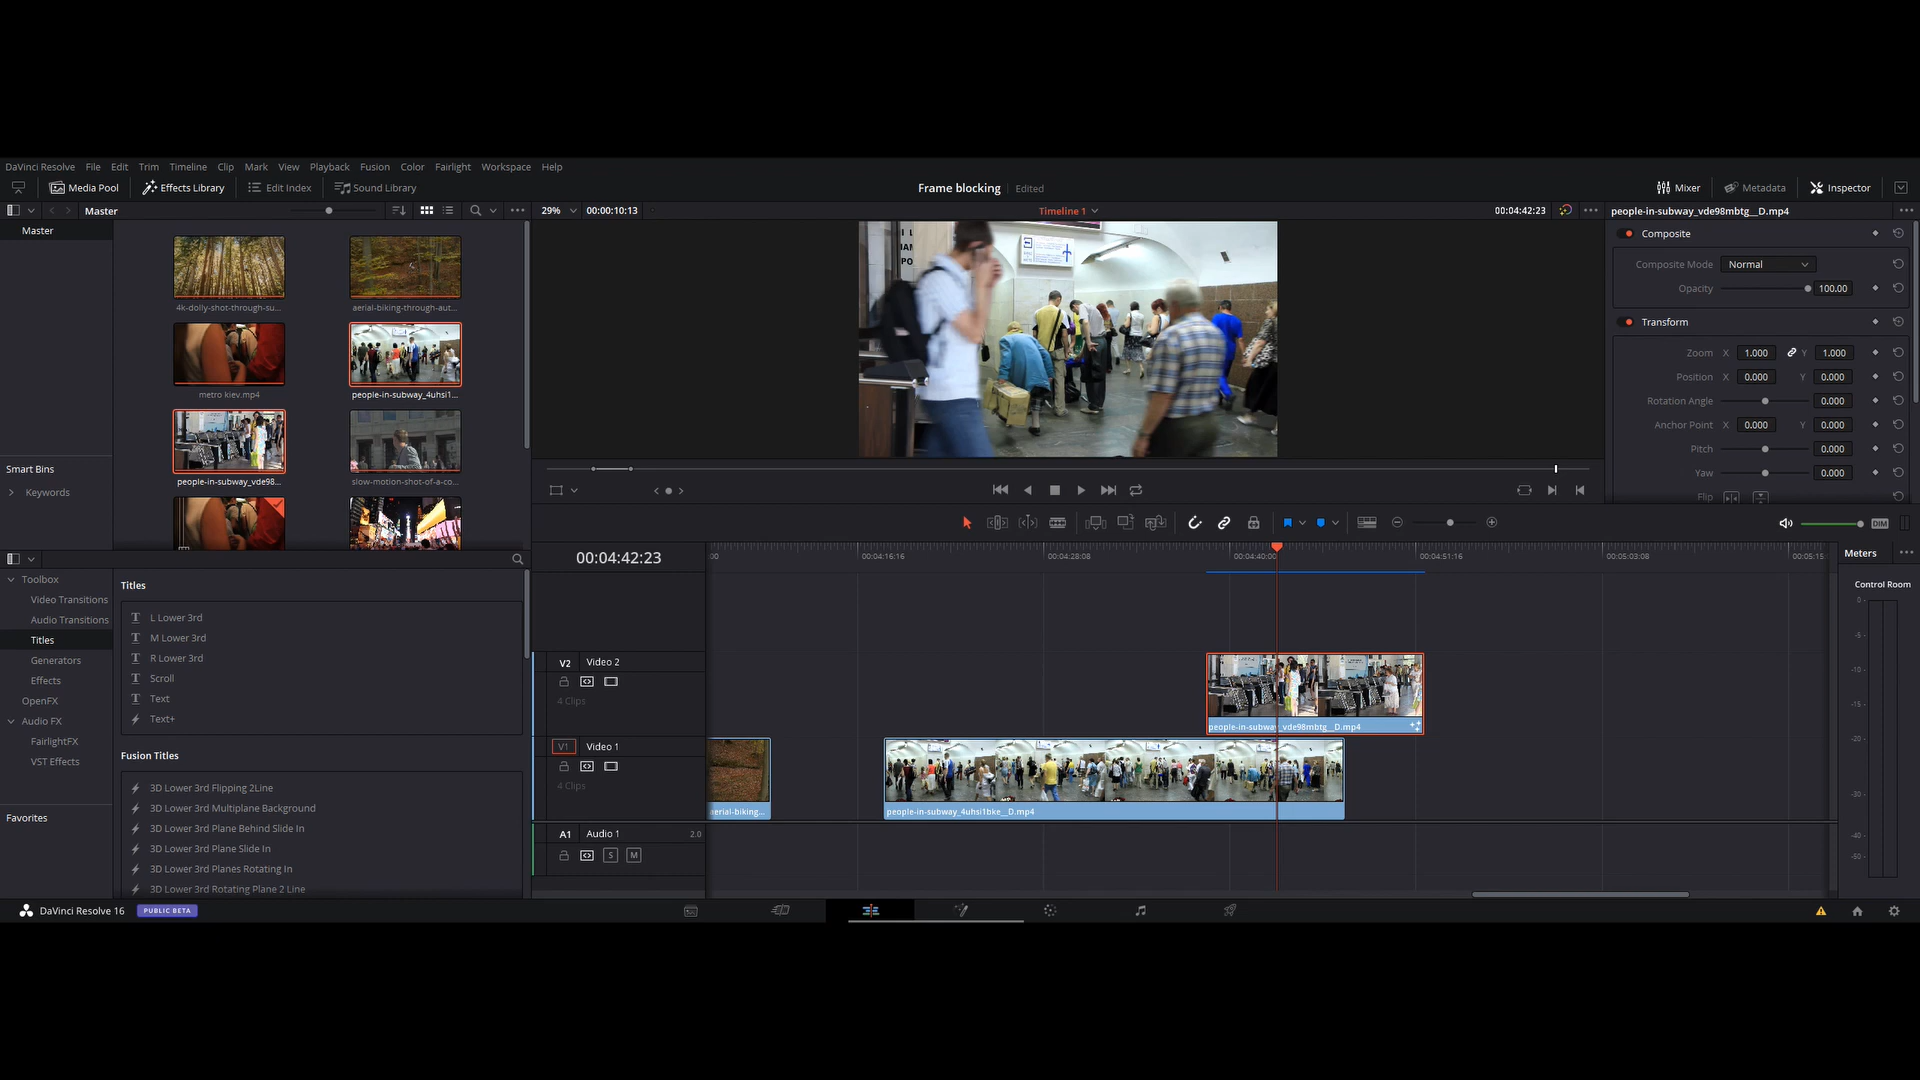 DaVinci Resolve File Edit Trim Timeline Clip Mark View Playback Fusion Color Fairlight Workspace Help
Media Pool Effects Library Edit Index Sound Library Frame blocking Edited Mixer Metadata Inspector
Master 29% 00:00:10:13 Timeline 1 00:04:42:23 people-in-subway_vde98mbtg__D.mp4
Master
Composite
Composite Mode Normal
Opacity 100.00
4k-dolly-shot-through-su... aerial-biking-through-aut...
Transform
Zoom X 1.000 Y 1.000
Position X 0.000 Y 0.000
metro kiev.mp4 people-in-subway_4uhsi1...
Rotation Angle 0.000
Anchor Point X 0.000 Y 0.000
Pitch 0.000
Smart Bins
Yaw 0.000
people-in-subway_vde98... slow-motion-shot-of-a-co...
Keywords
Flip
DIM
00:04:42:23
00 00:04:16:16 00:04:28:08 00:04:40:00 00:04:51:16 00:05:03:08 00:05:15
Meters
Control Room
Toolbox
Video Transitions
Audio Transitions
Titles
Generators
Effects
OpenFX
Audio FX
FairlightFX
VST Effects
Favorites
Titles
L Lower 3rd
M Lower 3rd
R Lower 3rd
Scroll
Text
Text+
Fusion Titles
3D Lower 3rd Flipping 2Line
3D Lower 3rd Multiplane Background
3D Lower 3rd Plane Behind Slide In
3D Lower 3rd Plane Slide In
3D Lower 3rd Planes Rotating In
3D Lower 3rd Rotating Plane 2 Line
V2 Video 2
4 Clips
people-in-subway_vde98mbtg__D.mp4
V1 Video 1
4 Clips
aerial-biking... people-in-subway_4uhsi1bke__D.mp4
A1 Audio 1 2.0
S M
0
-5
-10
-15
-20
-30
-40
-50
DaVinci Resolve 16 PUBLIC BETA